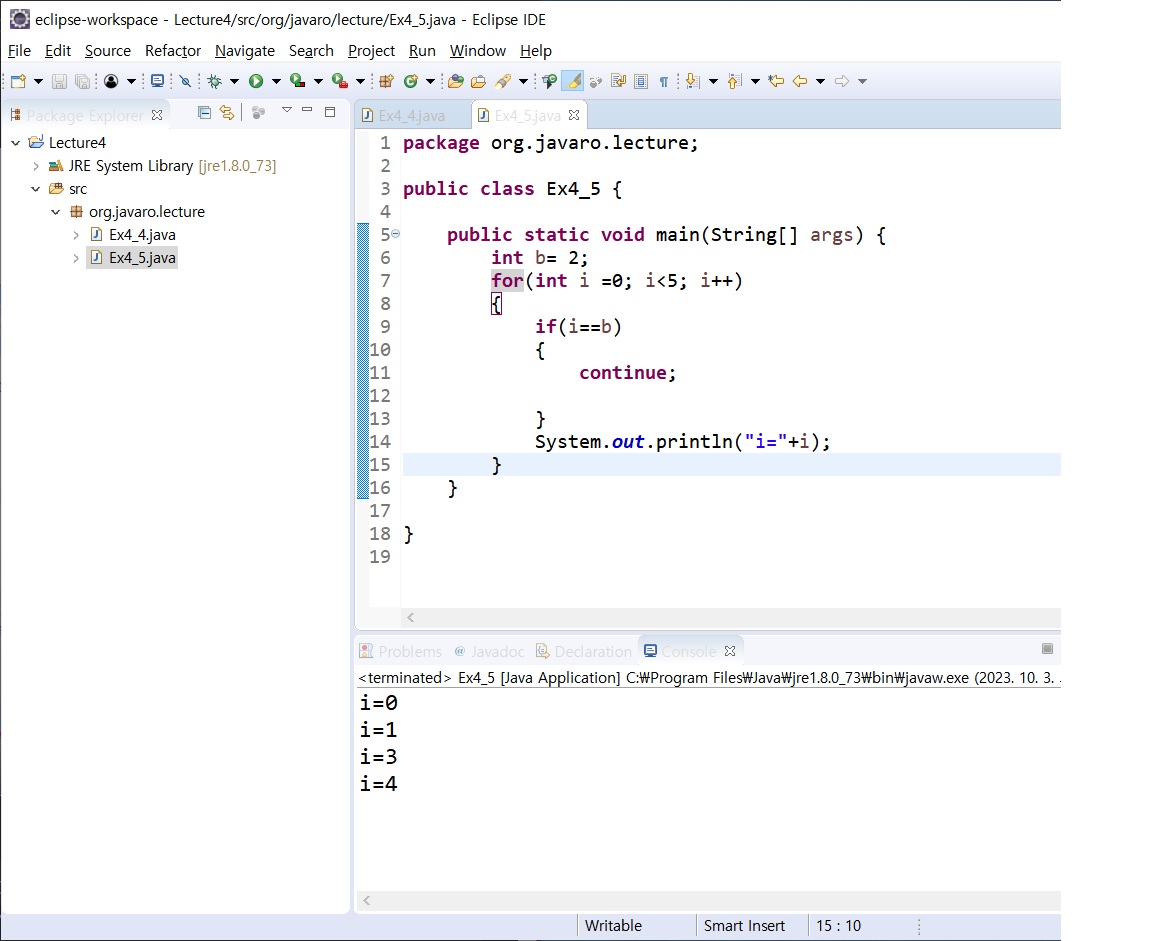 eclipse-workspace - Lecture4/src/org/javaro/lecture/Ex4_5.java - Eclipse IDE
File Edit Source Refactor Navigate Search Project Run Window Help
Package Explorer
Lecture4
JRE System Library [jre1.8.0_73]
src
org.javaro.lecture
Ex4_4.java
Ex4_5.java
Ex4_4.java Ex4_5.java
1 package org.javaro.lecture;
2
3 public class Ex4_5 {
4
5 public static void main(String[] args) {
6 int b= 2;
7 for(int i =0; i<5; i++)
8 {
9 if(i==b)
10 {
11 continue;
12
13 }
14 System.out.println("i="+i);
15 }
16 }
17
18 }
19
Problems Javadoc Declaration Console
<terminated> Ex4_5 [Java Application] C:₩Program Files₩Java₩jre1.8.0_73₩bin₩javaw.exe (2023. 10. 3. .
i=0
i=1
i=3
i=4
Writable Smart Insert 15 : 10